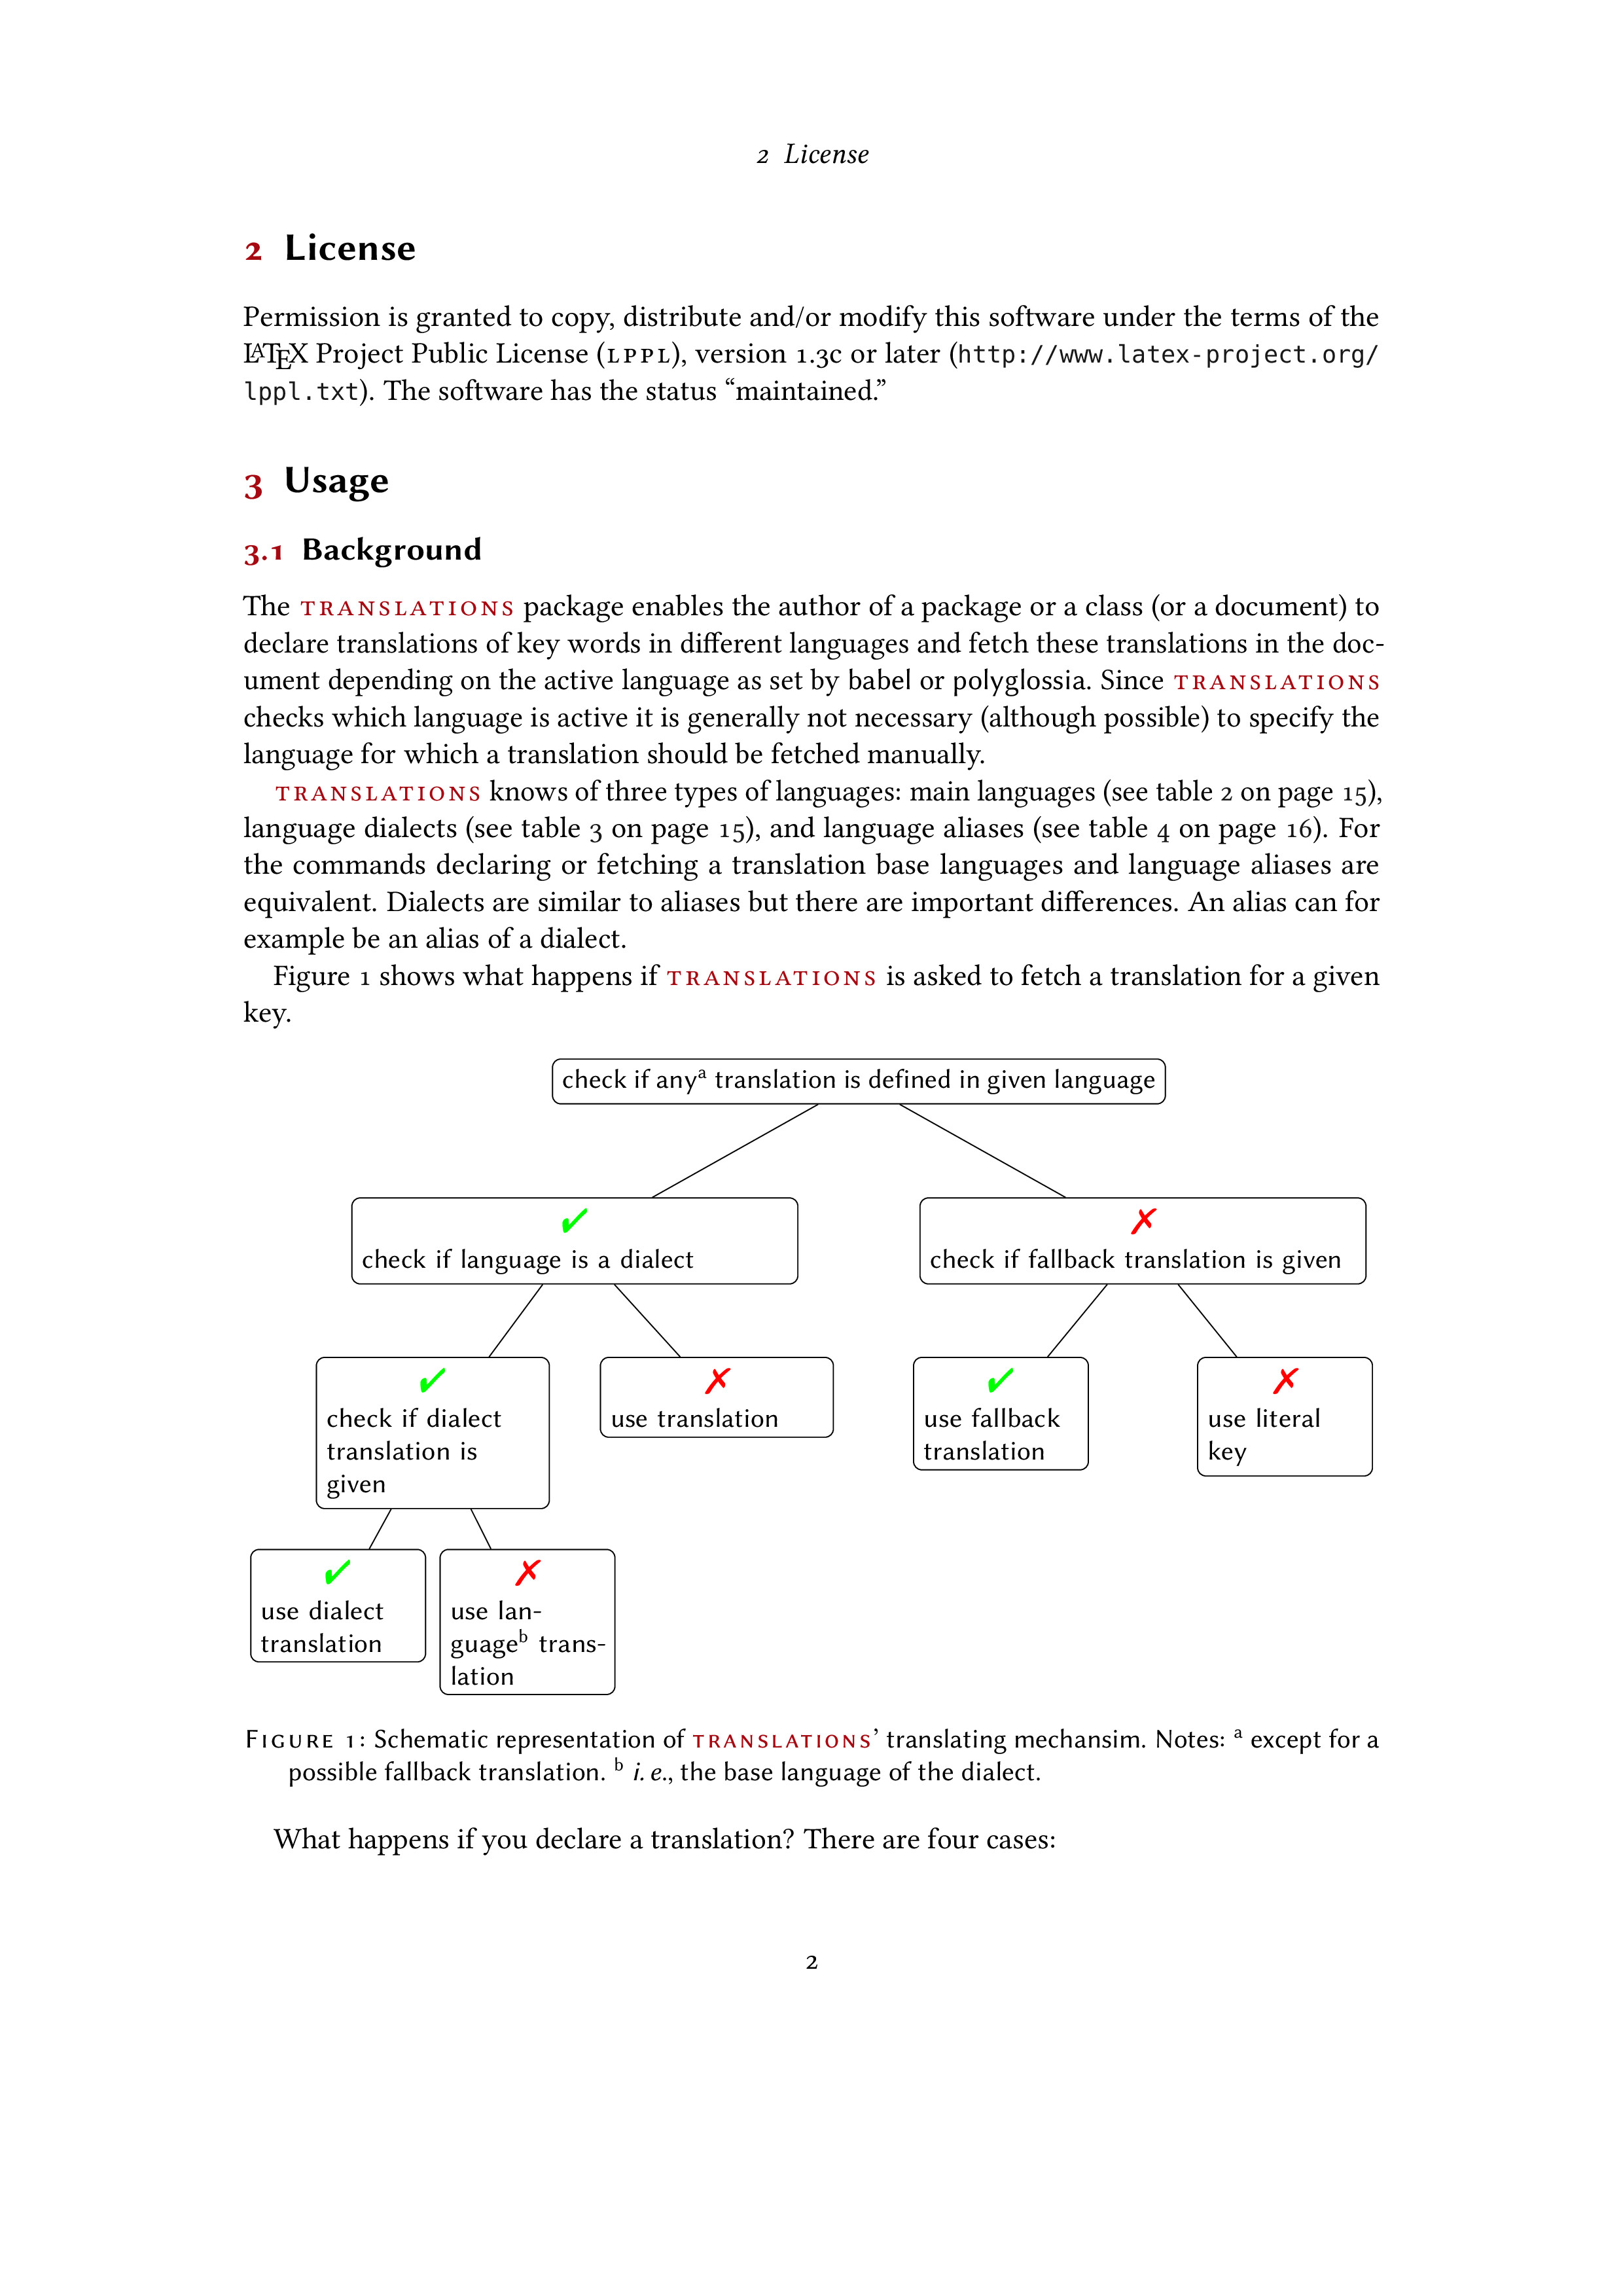 2 License
2 License
Permission is granted to copy, distribute and/or modify this software under the terms of the
LATEX Project Public License (LPPL), version 1.3c or later (http://www.latex-project.org/
lppl.txt). The software has the status “maintained.”
3 Usage
3.1 Background
The TRANSLATIONS package enables the author of a package or a class (or a document) to
declare translations of key words in different languages and fetch these translations in the doc-
ument depending on the active language as set by babel or polyglossia. Since TRANSLATIONS
checks which language is active it is generally not necessary (although possible) to specify the
language for which a translation should be fetched manually.
TRANSLATIONS knows of three types of languages: main languages (see table 2 on page 15),
language dialects (see table 3 on page 15), and language aliases (see table 4 on page 16). For
the commands declaring or fetching a translation base languages and language aliases are
equivalent. Dialects are similar to aliases but there are important differences. An alias can for
example be an alias of a dialect.
Figure 1 shows what happens if TRANSLATIONS is asked to fetch a translation for a given
key.
check if anyᵃ translation is defined in given language
✔
check if language is a dialect
✗
check if fallback translation is given
✔
check if dialect
translation is
given
✗
use translation
✔
use fallback
translation
✗
use literal
key
✔
use dialect
translation
✗
use lan-
guageᵇ trans-
lation
FIGURE 1: Schematic representation of TRANSLATIONS’ translating mechansim. Notes: ᵃ except for a
possible fallback translation. ᵇ i. e., the base language of the dialect.
What happens if you declare a translation? There are four cases:
2